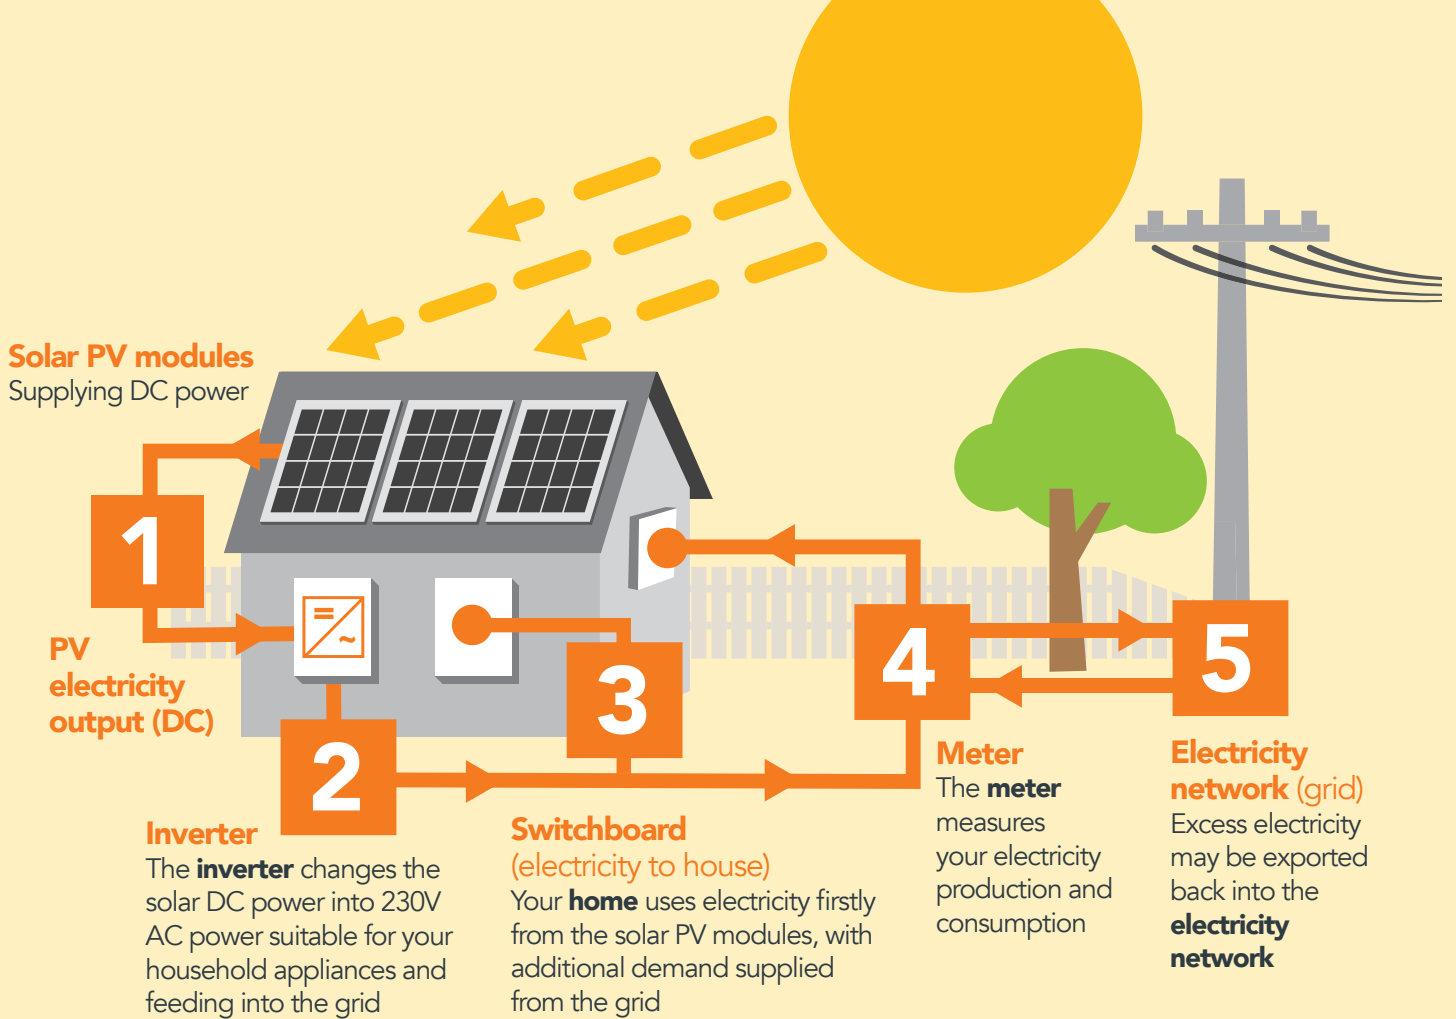 Solar PV modules
Supplying DC power
1
PV
electricity
output (DC)
2
Inverter
The inverter changes the
solar DC power into 230V
AC power suitable for your
household appliances and
feeding into the grid
3
Switchboard
(electricity to house)
Your home uses electricity firstly
from the solar PV modules, with
additional demand supplied
from the grid
4
Meter
The meter
measures
your electricity
production and
consumption
5
Electricity
network (grid)
Excess electricity
may be exported
back into the
electricity
network